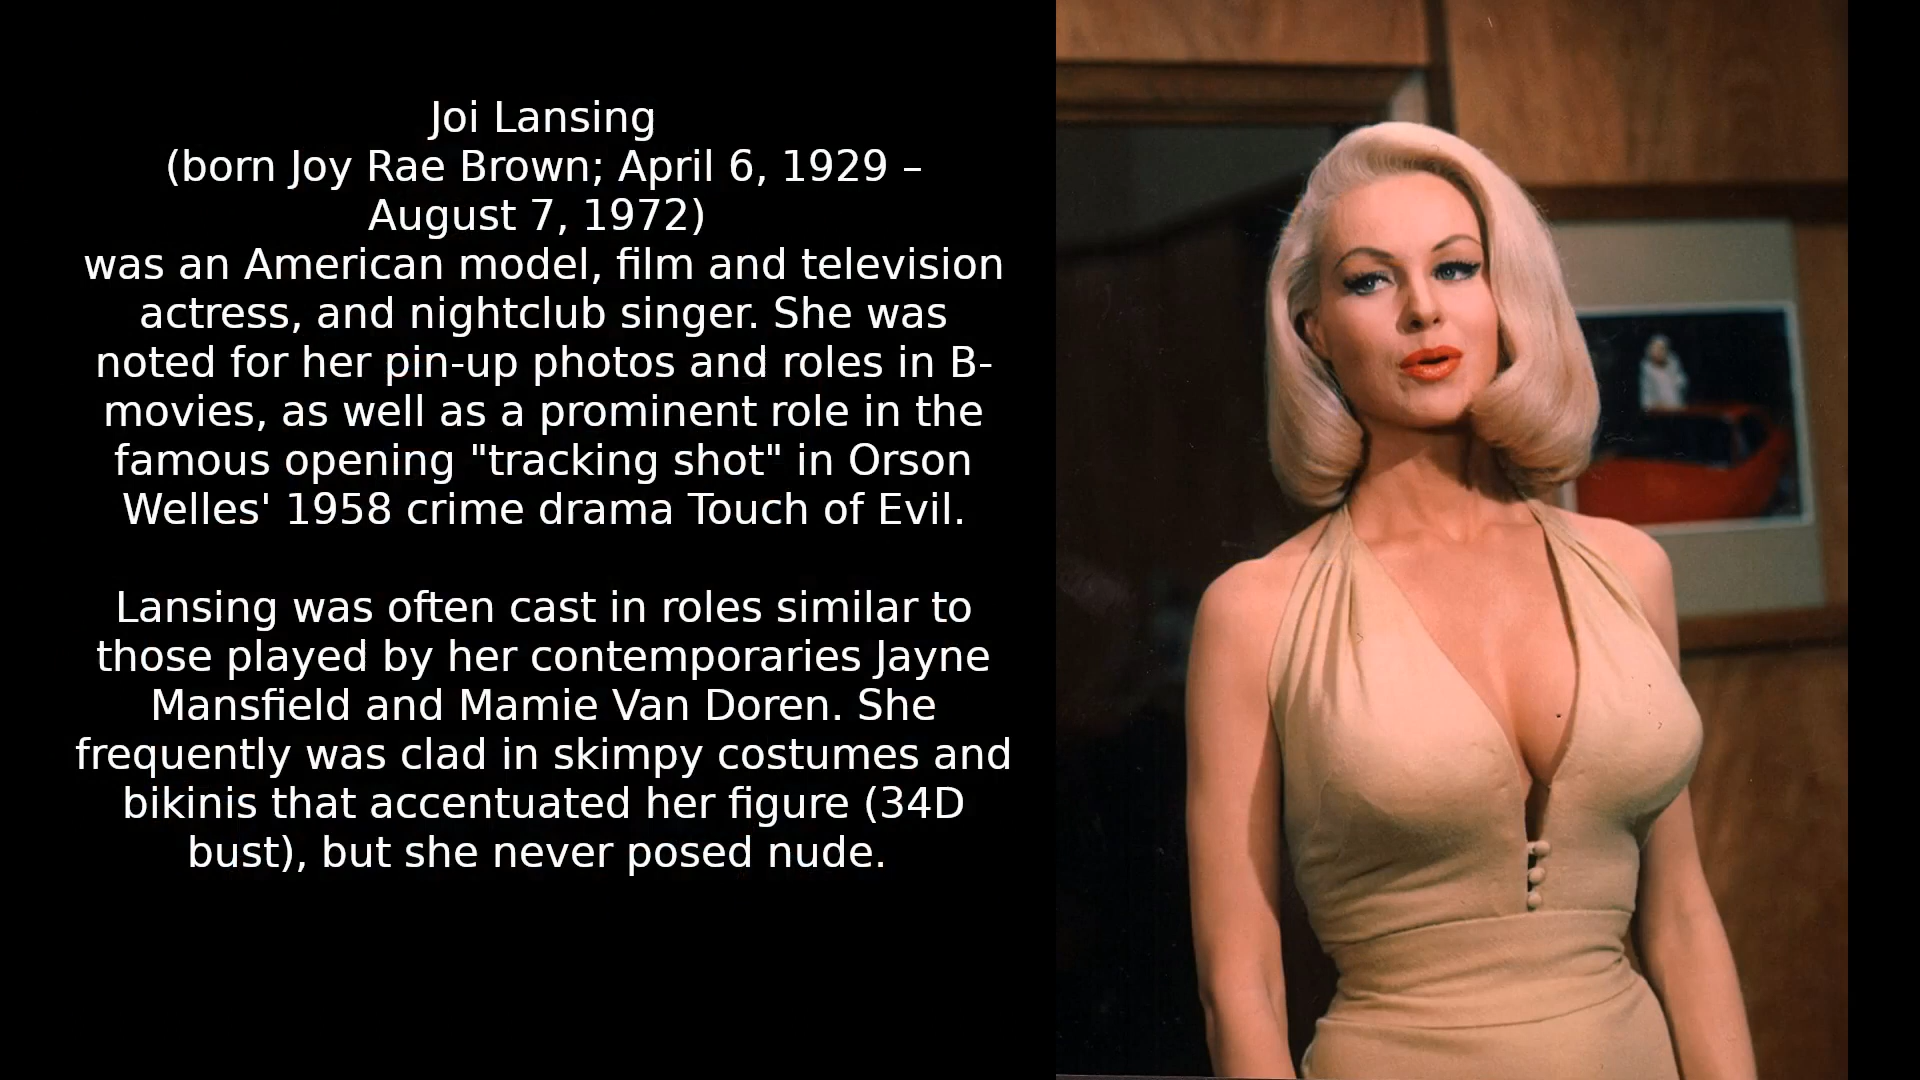 Joi Lansing
(born Joy Rae Brown; April 6, 1929 –
August 7, 1972)
was an American model, film and television
actress, and nightclub singer. She was
noted for her pin-up photos and roles in B-
movies, as well as a prominent role in the
famous opening "tracking shot" in Orson
Welles' 1958 crime drama Touch of Evil.
Lansing was often cast in roles similar to
those played by her contemporaries Jayne
Mansfield and Mamie Van Doren. She
frequently was clad in skimpy costumes and
bikinis that accentuated her figure (34D
bust), but she never posed nude.